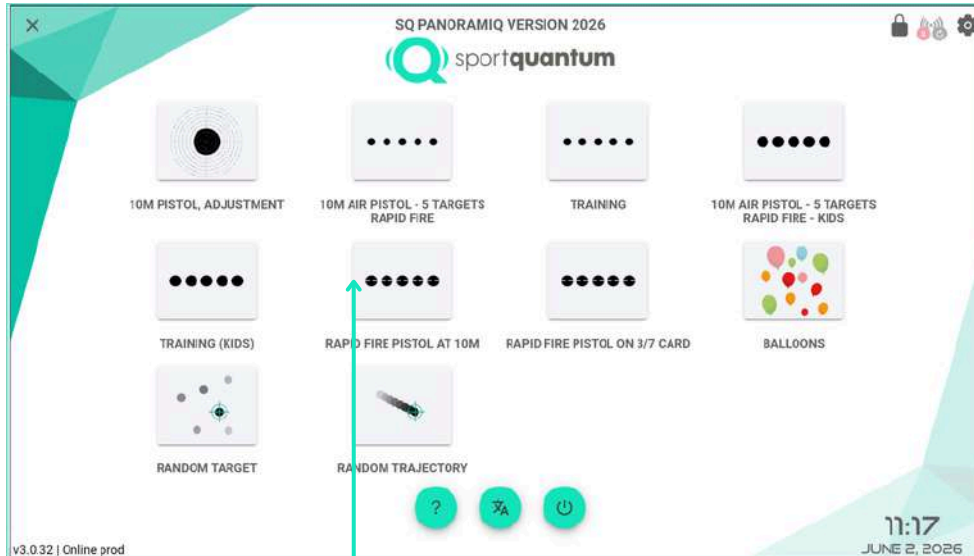 SQ PANORAMIQ VERSION 2026
sportquantum
10M PISTOL, ADJUSTMENT
10M AIR PISTOL - 5 TARGETS
RAPID FIRE
TRAINING
10M AIR PISTOL - 5 TARGETS
RAPID FIRE - KIDS
TRAINING (KIDS)
RAPID FIRE PISTOL AT 10M
RAPID FIRE PISTOL ON 3/7 CARD
BALLOONS
RANDOM TARGET
RANDOM TRAJECTORY
?
11:17
JUNE 2, 2026
v3.0.32 | Online prod